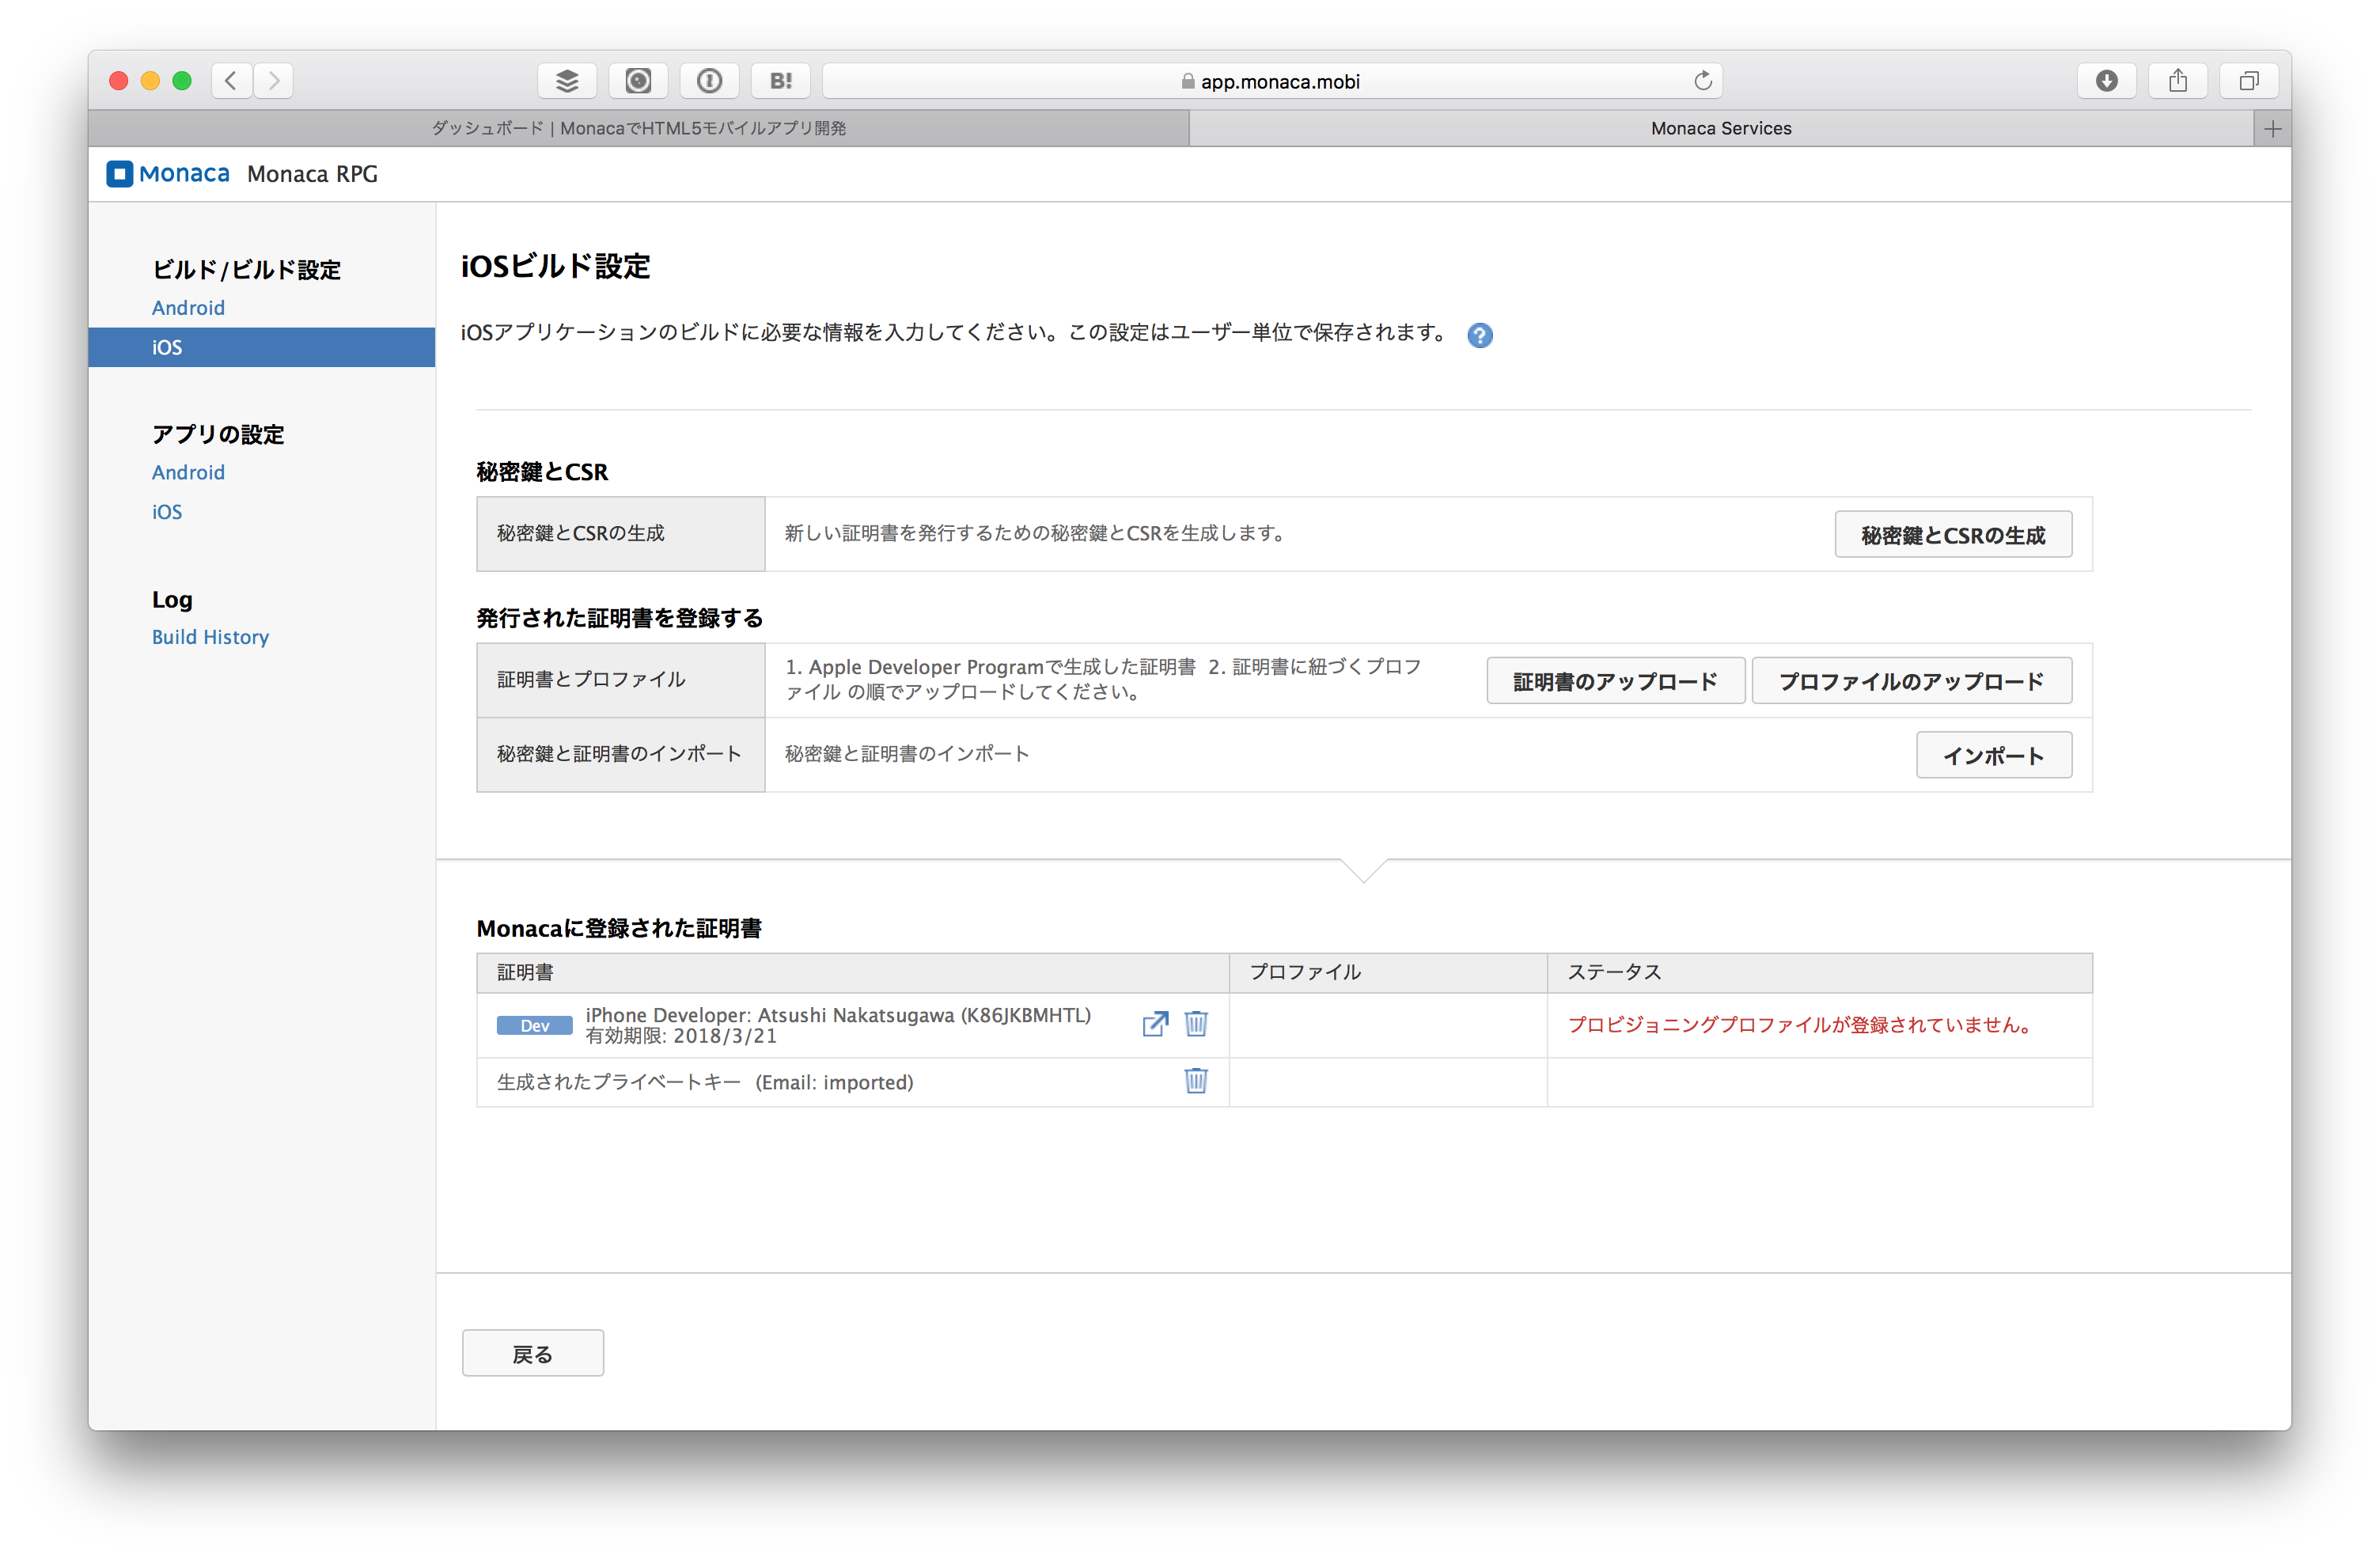 B!
app.monaca.mobi
ダッシュボード | MonacaでHTML5モバイルアプリ開発
Monaca Services
Monaca Monaca RPG
ビルド/ビルド設定
Android
iOS
アプリの設定
Android
iOS
Log
Build History
iOSビルド設定
iOSアプリケーションのビルドに必要な情報を入力してください。この設定はユーザー単位で保存されます。 ?
秘密鍵とCSR
秘密鍵とCSRの生成
新しい証明書を発行するための秘密鍵とCSRを生成します。
秘密鍵とCSRの生成
発行された証明書を登録する
証明書とプロファイル
1. Apple Developer Programで生成した証明書 2. 証明書に紐づくプロフ
ァイル の順でアップロードしてください。
証明書のアップロード
プロファイルのアップロード
秘密鍵と証明書のインポート
秘密鍵と証明書のインポート
インポート
Monacaに登録された証明書
証明書
プロファイル
ステータス
Dev
iPhone Developer: Atsushi Nakatsugawa (K86JKBMHTL)
有効期限: 2018/3/21
プロビジョニングプロファイルが登録されていません。
生成されたプライベートキー (Email: imported)
戻る